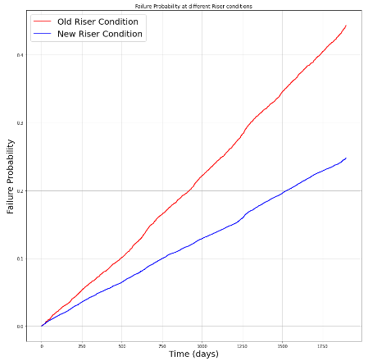 Failure Probability at different Riser conditions
Old Riser Condition
New Riser Condition
Failure Probability
0.4
0.3
0.2
0.1
0.0
0
250
500
750
1000
1250
1500
1750
Time (days)